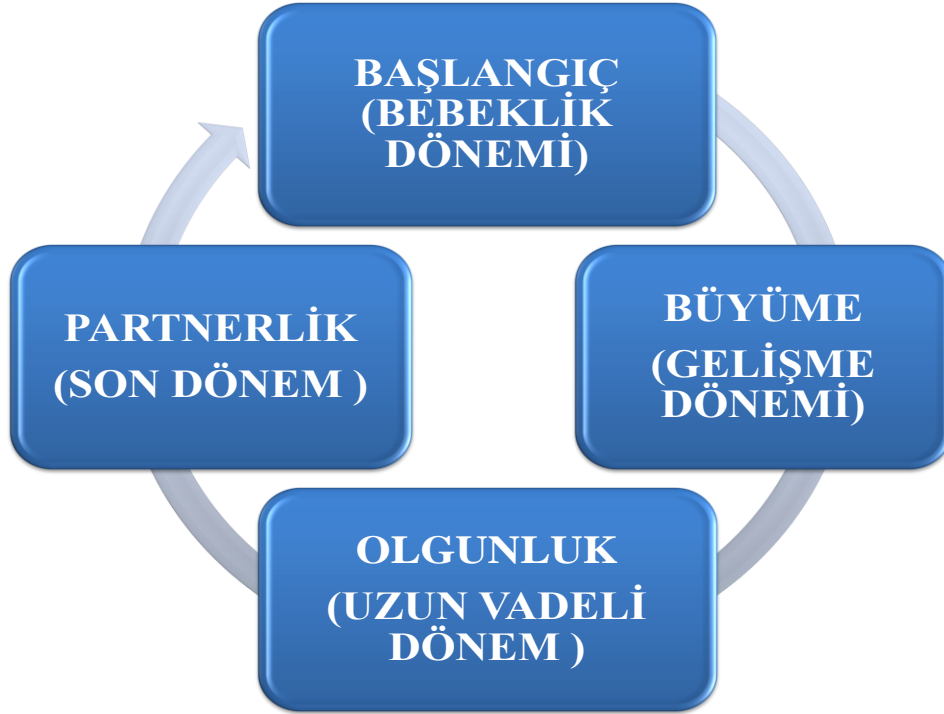 BAŞLANGIÇ
(BEBEKLİK
DÖNEMİ)
BÜYÜME
(GELİŞME
DÖNEMİ)
OLGUNLUK
(UZUN VADELİ
DÖNEM )
PARTNERLİK
(SON DÖNEM )